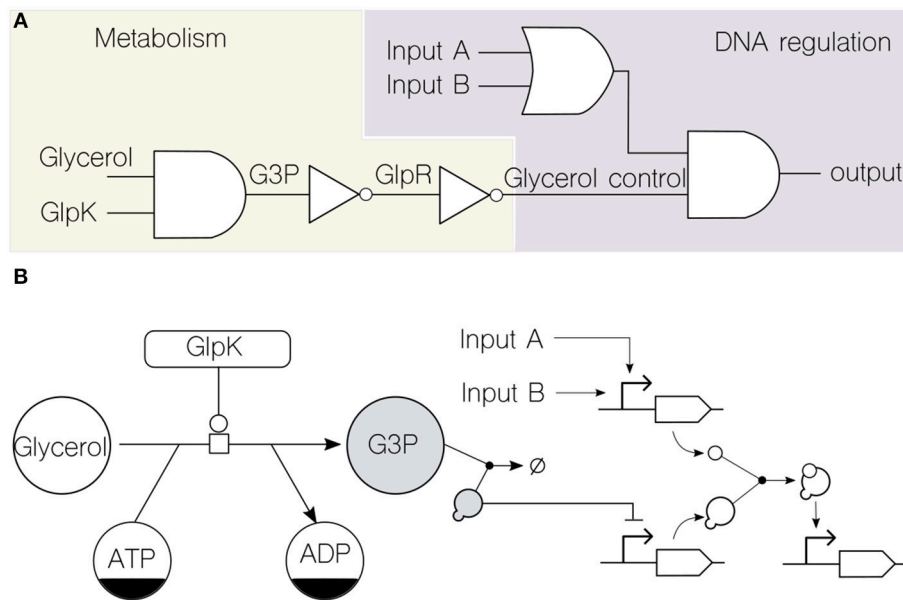 A
Metabolism
DNA regulation
Input A
Input B
Glycerol
GlpK
G3P
GlpR
Glycerol control
output
B
GlpK
Glycerol
G3P
ATP
ADP
Ø
Input A
Input B